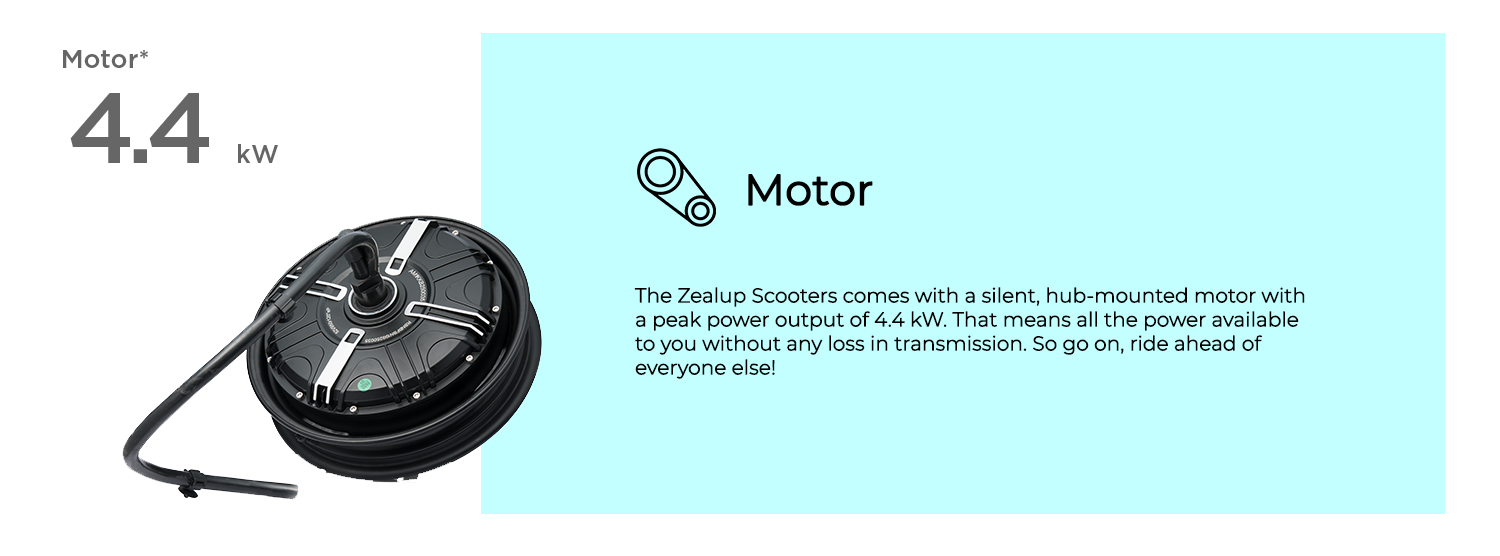 Motor*
4.4 kW
Motor
The Zealup Scooters comes with a silent, hub-mounted motor with
a peak power output of 4.4 kW. That means all the power available
to you without any loss in transmission. So go on, ride ahead of
everyone else!